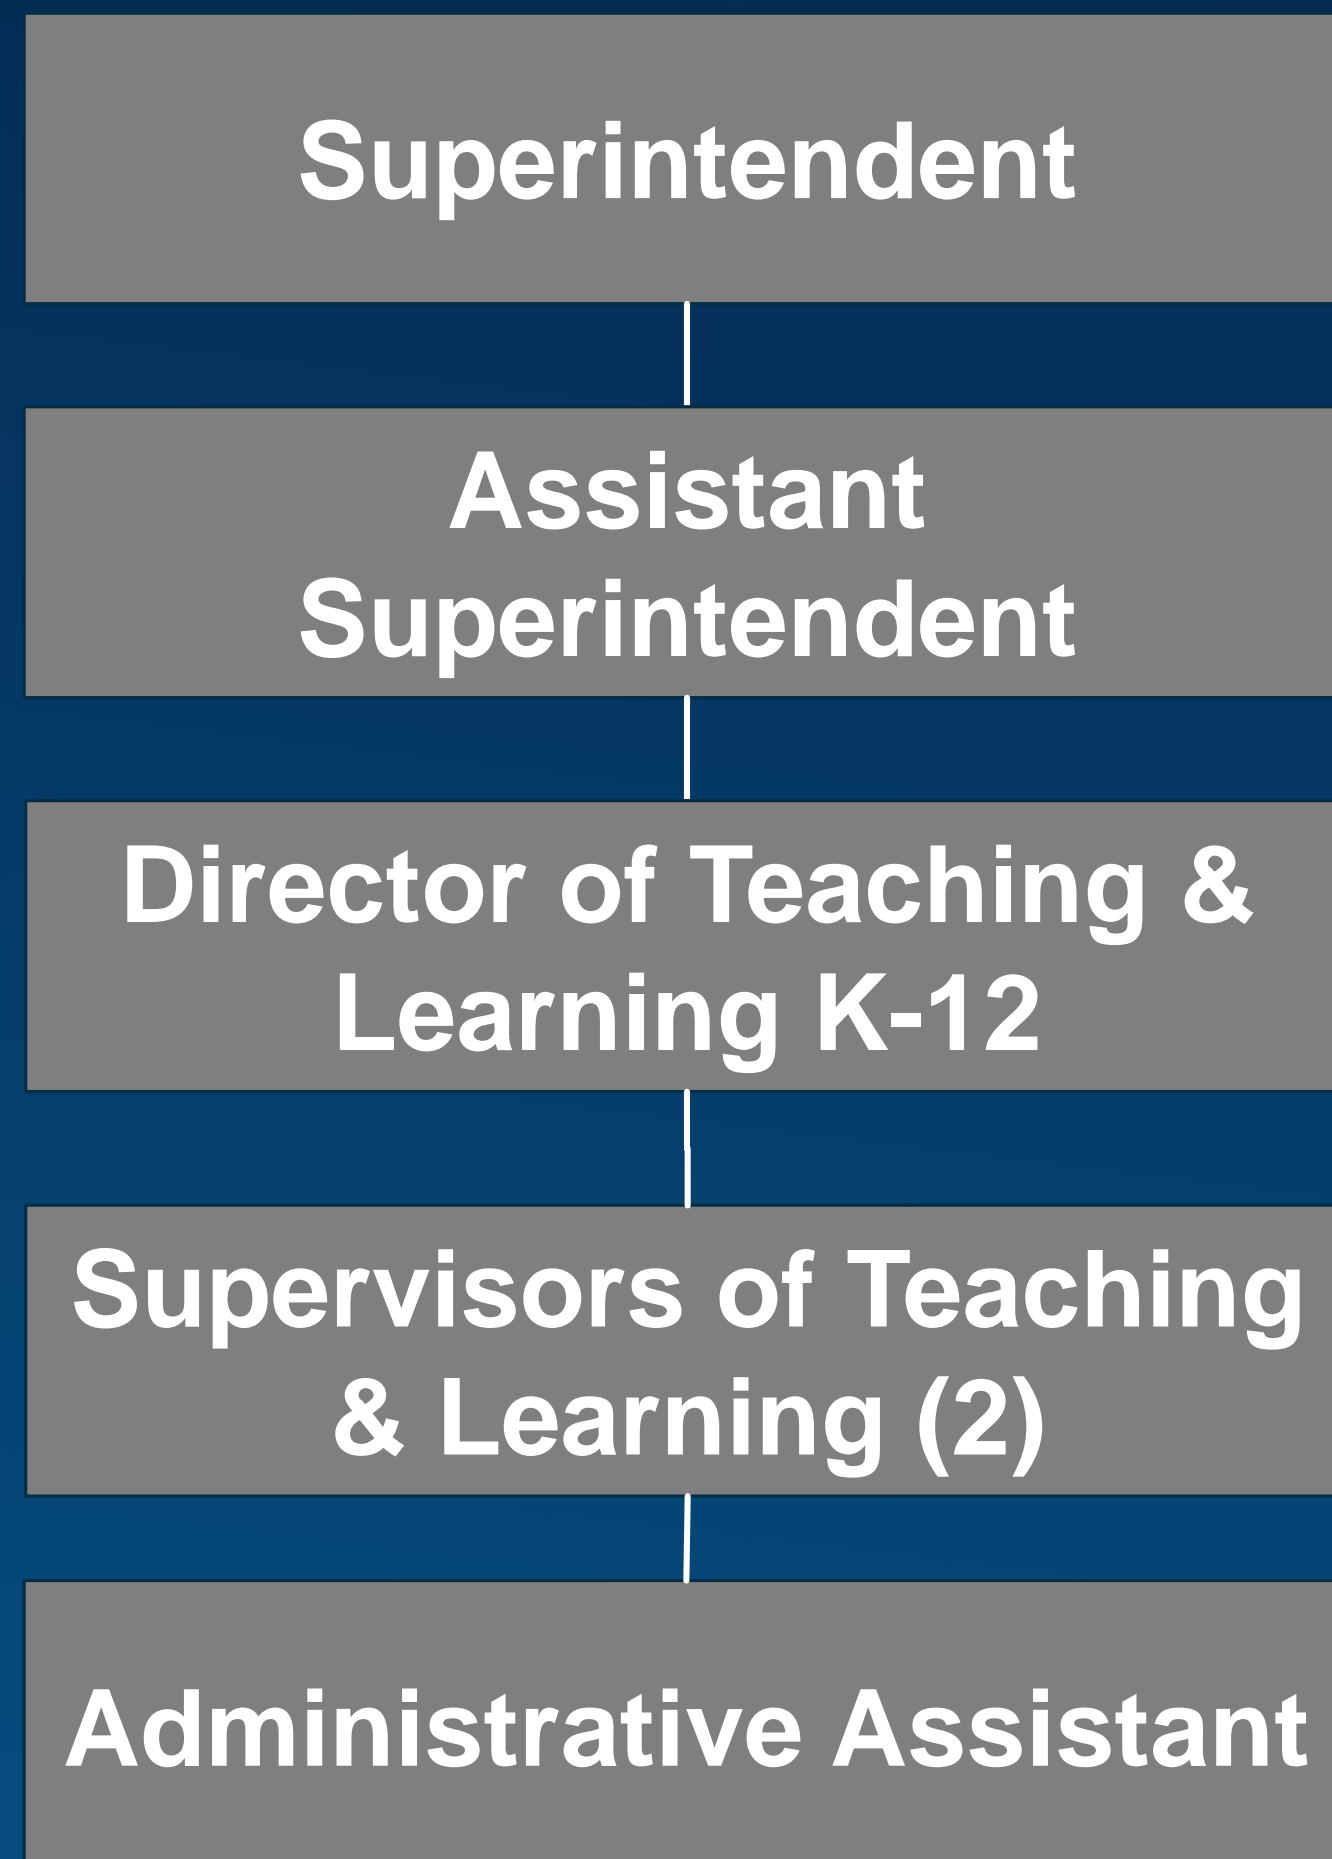 Superintendent
Assistant
Superintendent
Director of Teaching &
Learning K-12
Supervisors of Teaching
& Learning (2)
Administrative Assistant